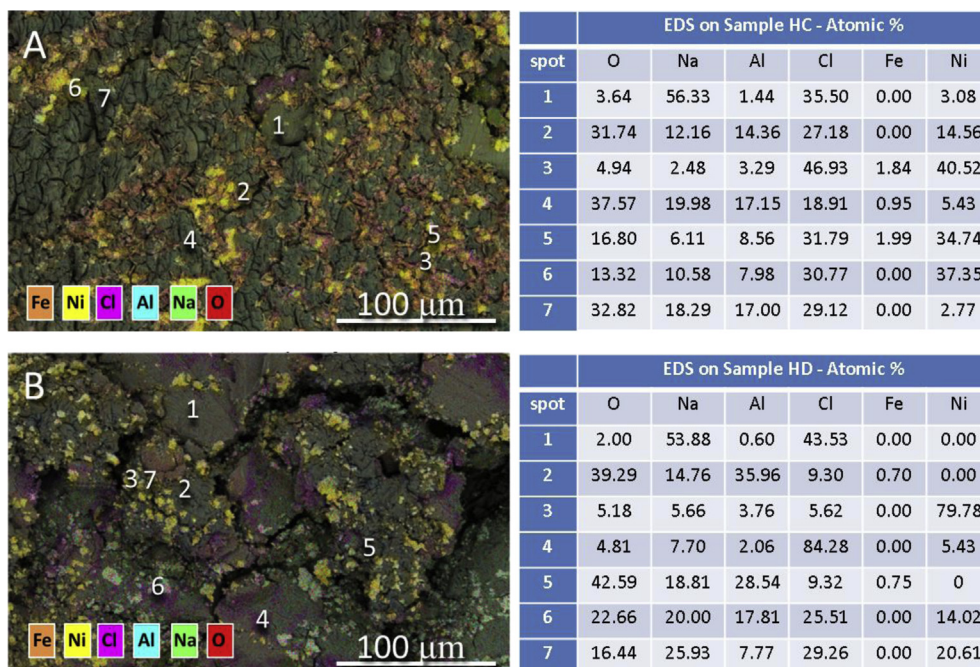 A
6
7
1
2
5
4
3
Fe Ni Cl Al Na O
100 µm
EDS on Sample HC - Atomic %
spot O Na Al Cl Fe Ni
1 3.64 56.33 1.44 35.50 0.00 3.08
2 31.74 12.16 14.36 27.18 0.00 14.56
3 4.94 2.48 3.29 46.93 1.84 40.52
4 37.57 19.98 17.15 18.91 0.95 5.43
5 16.80 6.11 8.56 31.79 1.99 34.74
6 13.32 10.58 7.98 30.77 0.00 37.35
7 32.82 18.29 17.00 29.12 0.00 2.77
B
1
3 7
2
5
6
4
Fe Ni Cl Al Na O
100 µm
EDS on Sample HD - Atomic %
spot O Na Al Cl Fe Ni
1 2.00 53.88 0.60 43.53 0.00 0.00
2 39.29 14.76 35.96 9.30 0.70 0.00
3 5.18 5.66 3.76 5.62 0.00 79.78
4 4.81 7.70 2.06 84.28 0.00 5.43
5 42.59 18.81 28.54 9.32 0.75 0
6 22.66 20.00 17.81 25.51 0.00 14.02
7 16.44 25.93 7.77 29.26 0.00 20.61